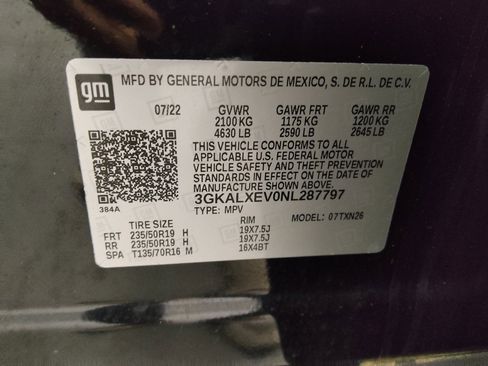 gm
MFD BY GENERAL MOTORS DE MEXICO, S. DE R.L. DE C.V.
07/22 GVWR GAWR FRT GAWR RR
2100 KG 1175 KG 1200 KG
4630 LB 2590 LB 2645 LB
THIS VEHICLE CONFORMS TO ALL
APPLICABLE U.S. FEDERAL MOTOR
VEHICLE SAFETY AND THEFT PREVENTION
STANDARDS IN EFFECT ON THE DATE OF
MANUFACTURE SHOWN ABOVE.
384A 3GKALXEV0NL287797
TYPE: MPV MODEL: 07TXN26
TIRE SIZE RIM
FRT 235/50R19 H 19X7.5J
RR 235/50R19 H 19X7.5J
SPA T135/70R16 M 16X4BT